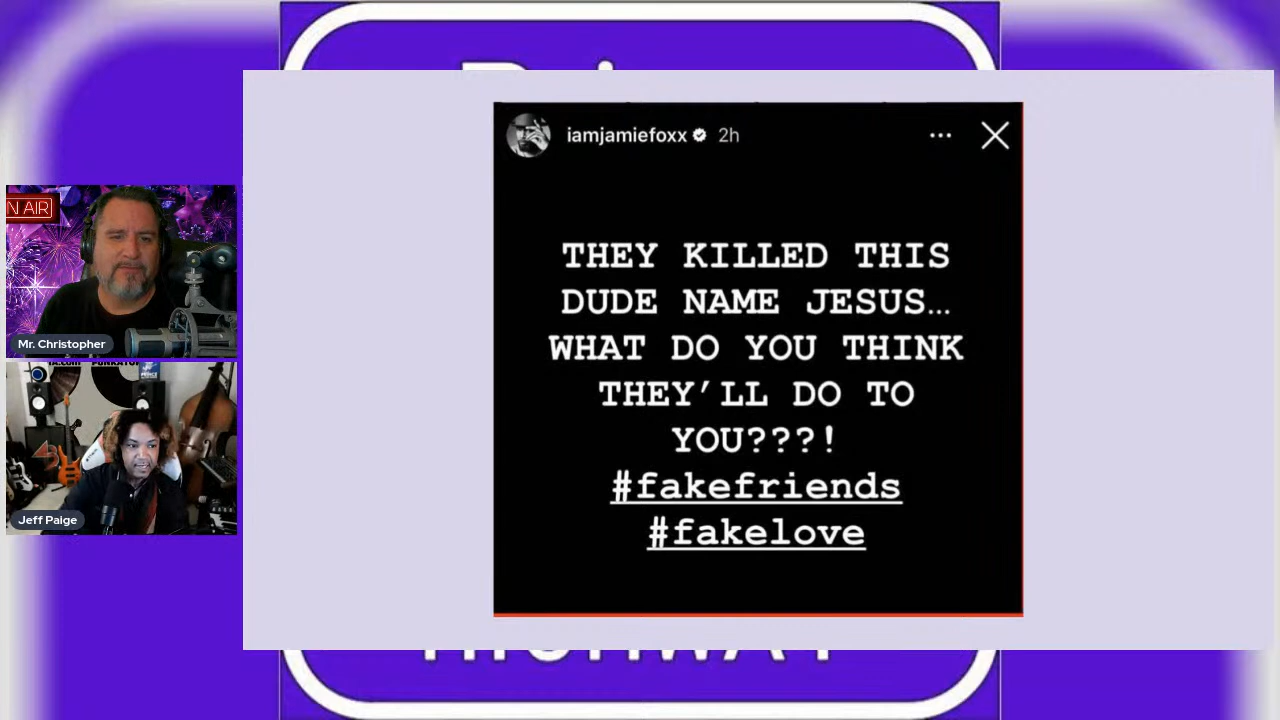 iamjamiefoxx 2h
THEY KILLED THIS
DUDE NAME JESUS…
WHAT DO YOU THINK
THEY’LL DO TO
YOU???!
#fakefriends
#fakelove
N AIR
Mr. Christopher
Jeff Paige